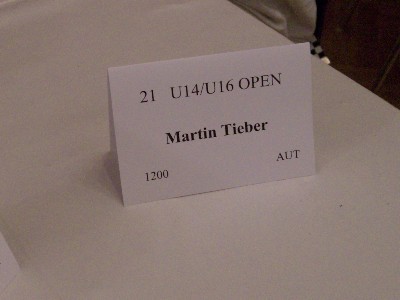 21 U14/U16 OPEN
Martin Tieber
1200 AUT